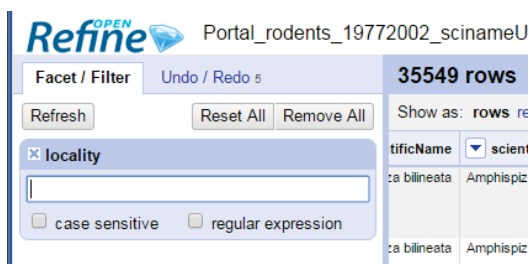 OPEN
Refine
Portal_rodents_19772002_scinameU
Facet / Filter
Undo / Redo 5
35549 rows
Refresh
Reset All
Remove All
Show as: rows re
locality
tificName
scient
case sensitive
regular expression
za bilineata
Amphispiz
za bilineata
Amphispiz